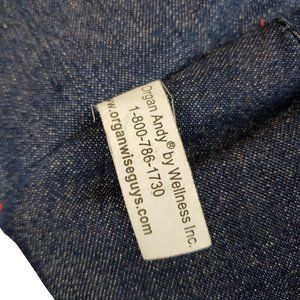 Organ Andy® by Wellness Inc.
1-800-786-1730
www.organwiseguys.com